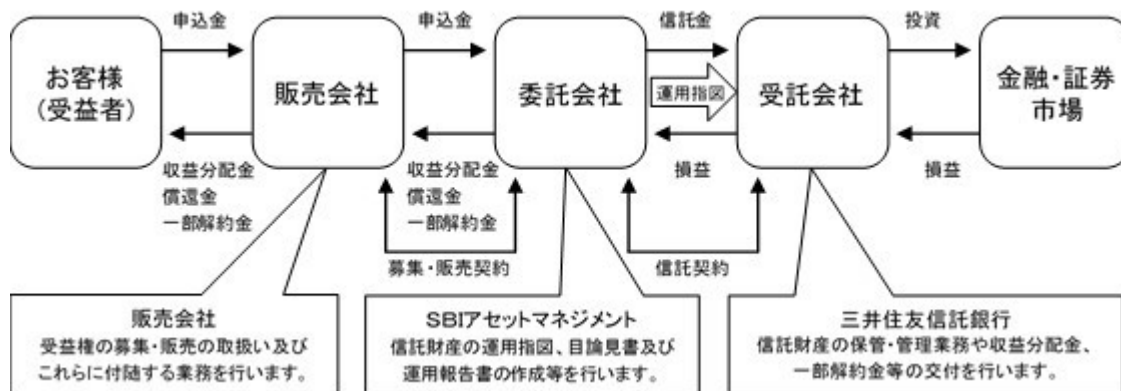 申込金
申込金
信託金
投資
お客様
(受益者)
販売会社
委託会社
運用指図
受託会社
金融・証券
市場
収益分配金
償還金
一部解約金
収益分配金
償還金
一部解約金
損益
損益
募集・販売契約
信託契約
販売会社
受益権の募集・販売の取扱い及び
これらに付随する業務を行います。
SBIアセットマネジメント
信託財産の運用指図、目論見書及び
運用報告書の作成等を行います。
三井住友信託銀行
信託財産の保管・管理業務や収益分配金、
一部解約金等の交付を行います。